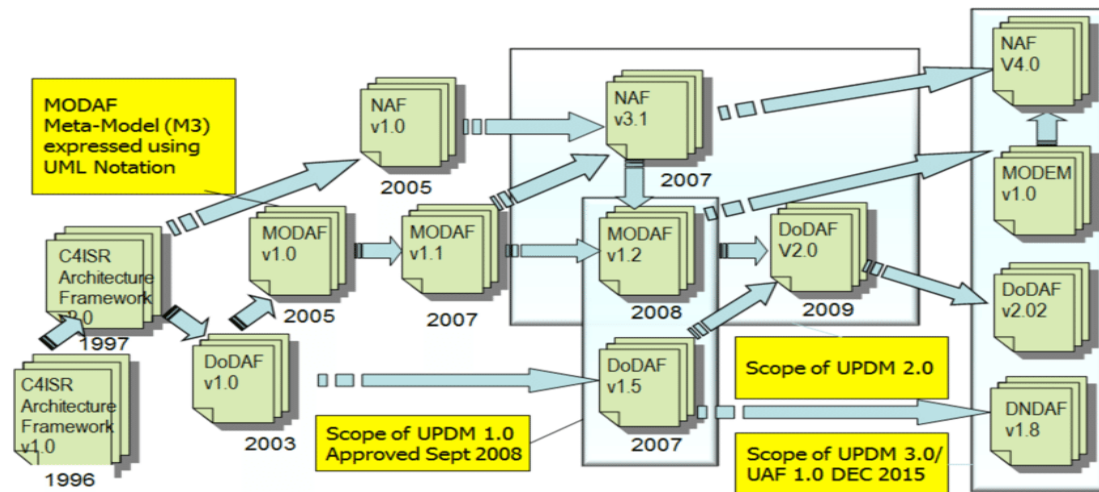 MODAF
Meta-Model (M3)
expressed using
UML Notation
NAF
v1.0
2005
NAF
v3.1
2007
NAF
V4.0
MODEM
v1.0
C4ISR
Architecture
Framework
v2.0
1997
MODAF
v1.0
2005
MODAF
v1.1
2007
MODAF
v1.2
2008
DoDAF
V2.0
2009
DoDAF
v2.02
C4ISR
Architecture
Framework
v1.0
1996
DoDAF
v1.0
2003
DoDAF
v1.5
2007
DNDAF
v1.8
Scope of UPDM 1.0
Approved Sept 2008
Scope of UPDM 2.0
Scope of UPDM 3.0/
UAF 1.0 DEC 2015